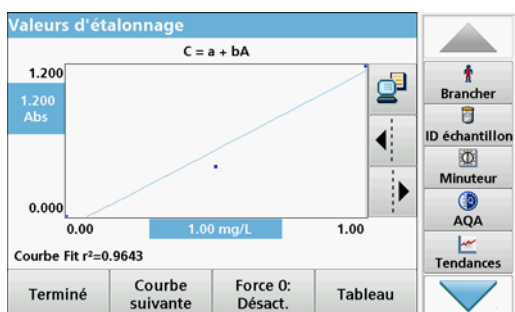 Valeurs d'étalonnage
C = a + bA
1.200
1.200
Abs
0.000
0.00
1.00 mg/L
1.00
Courbe Fit r²=0.9643
Terminé
Courbe
suivante
Force 0:
Désact.
Tableau
Brancher
ID échantillon
Minuteur
AQA
Tendances